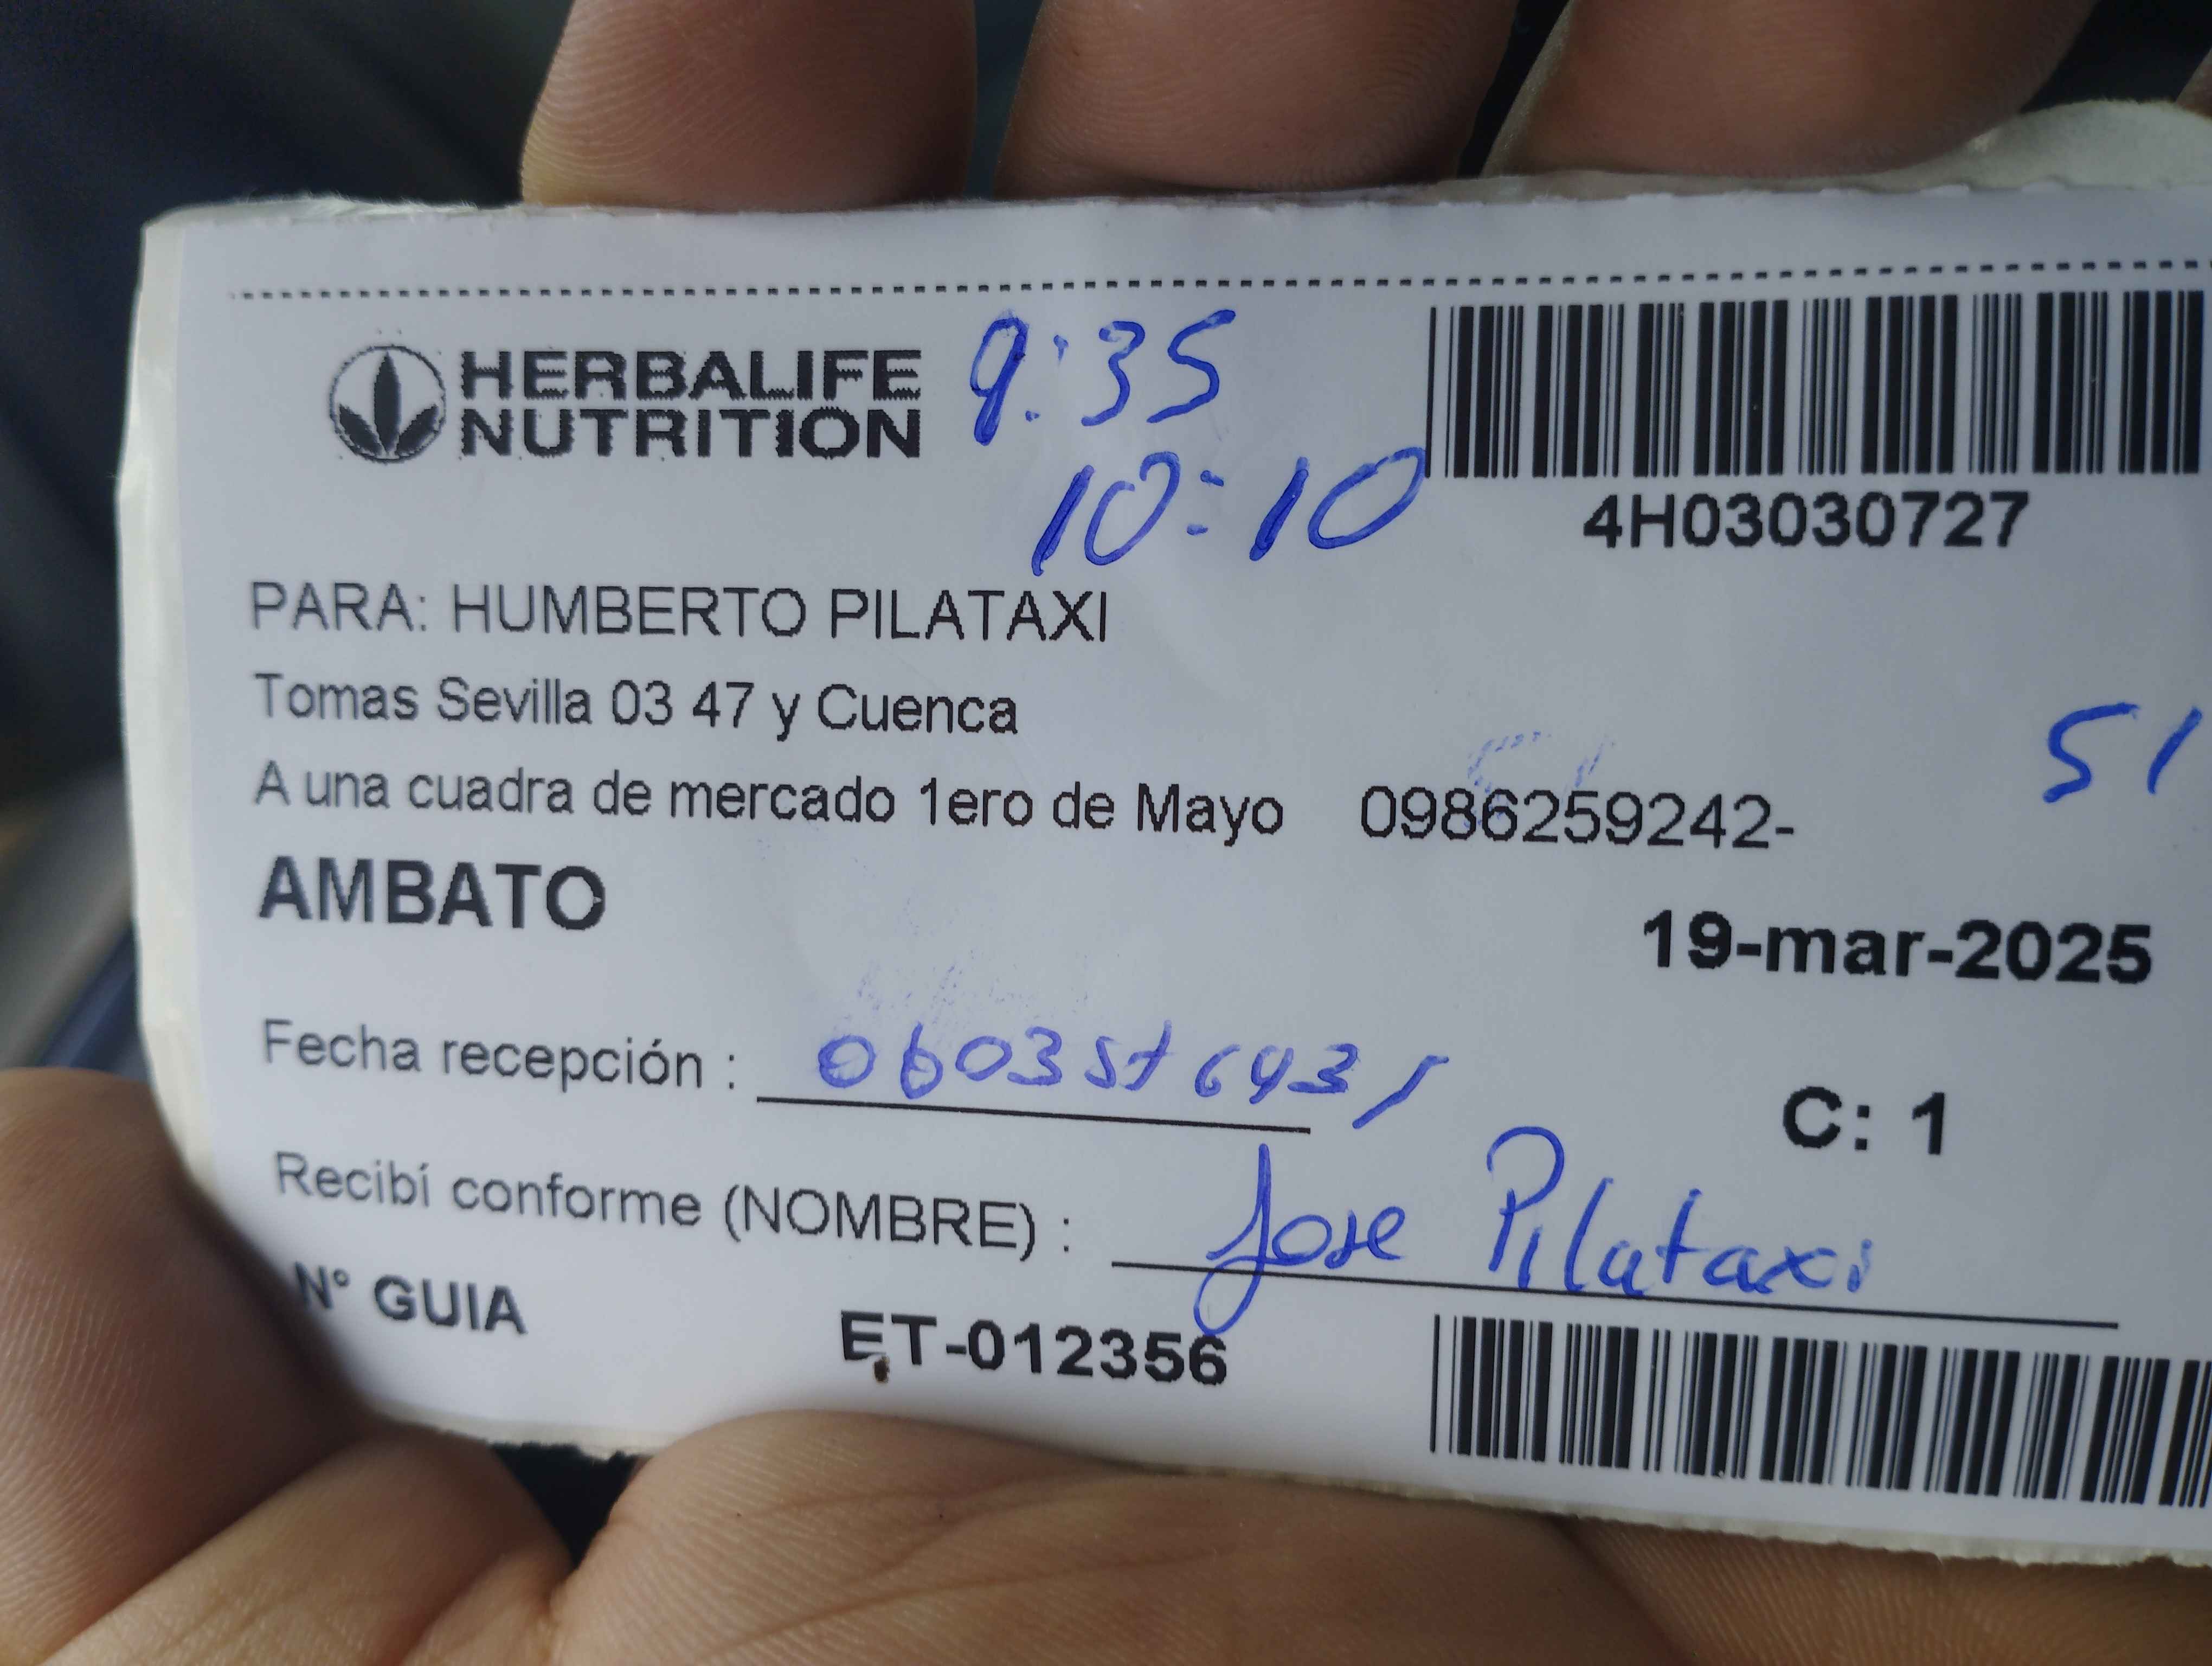 HERBALIFE
NUTRITION
9:35
10:10
4H03030727
PARA: HUMBERTO PILATAXI
Tomas Sevilla 03 47 y Cuenca
51
A una cuadra de mercado 1ero de Mayo 0986259242-
AMBATO
19-mar-2025
Fecha recepción :
C: 1
Recibí conforme (NOMBRE) : Jose Pilataxi
N° GUIA ET-012356